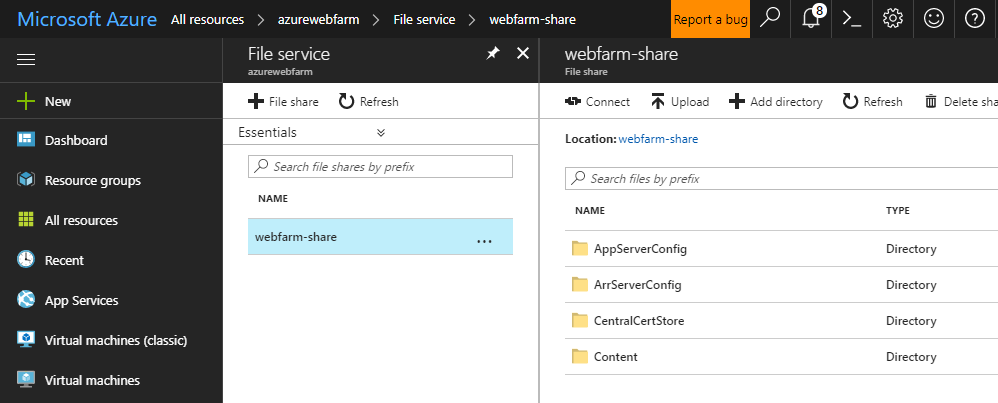 Microsoft Azure All resources > azurewebfarm > File service > webfarm-share Report a bug 8
New
Dashboard
Resource groups
All resources
Recent
App Services
Virtual machines (classic)
Virtual machines
File service
azurewebfarm
File share Refresh
Essentials
Search file shares by prefix
NAME
webfarm-share ...
webfarm-share
File share
Connect Upload Add directory Refresh Delete sha
Location: webfarm-share
Search files by prefix
NAME TYPE
AppServerConfig Directory
ArrServerConfig Directory
CentralCertStore Directory
Content Directory